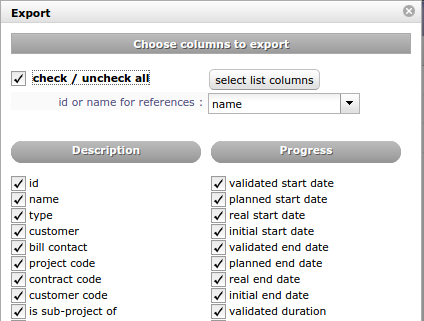 Export
Choose columns to export
check / uncheck all
select list columns
id or name for references :
name
Description
Progress
id
validated start date
name
planned start date
type
real start date
customer
initial start date
bill contact
validated end date
project code
planned end date
contract code
real end date
customer code
initial end date
is sub-project of
validated duration